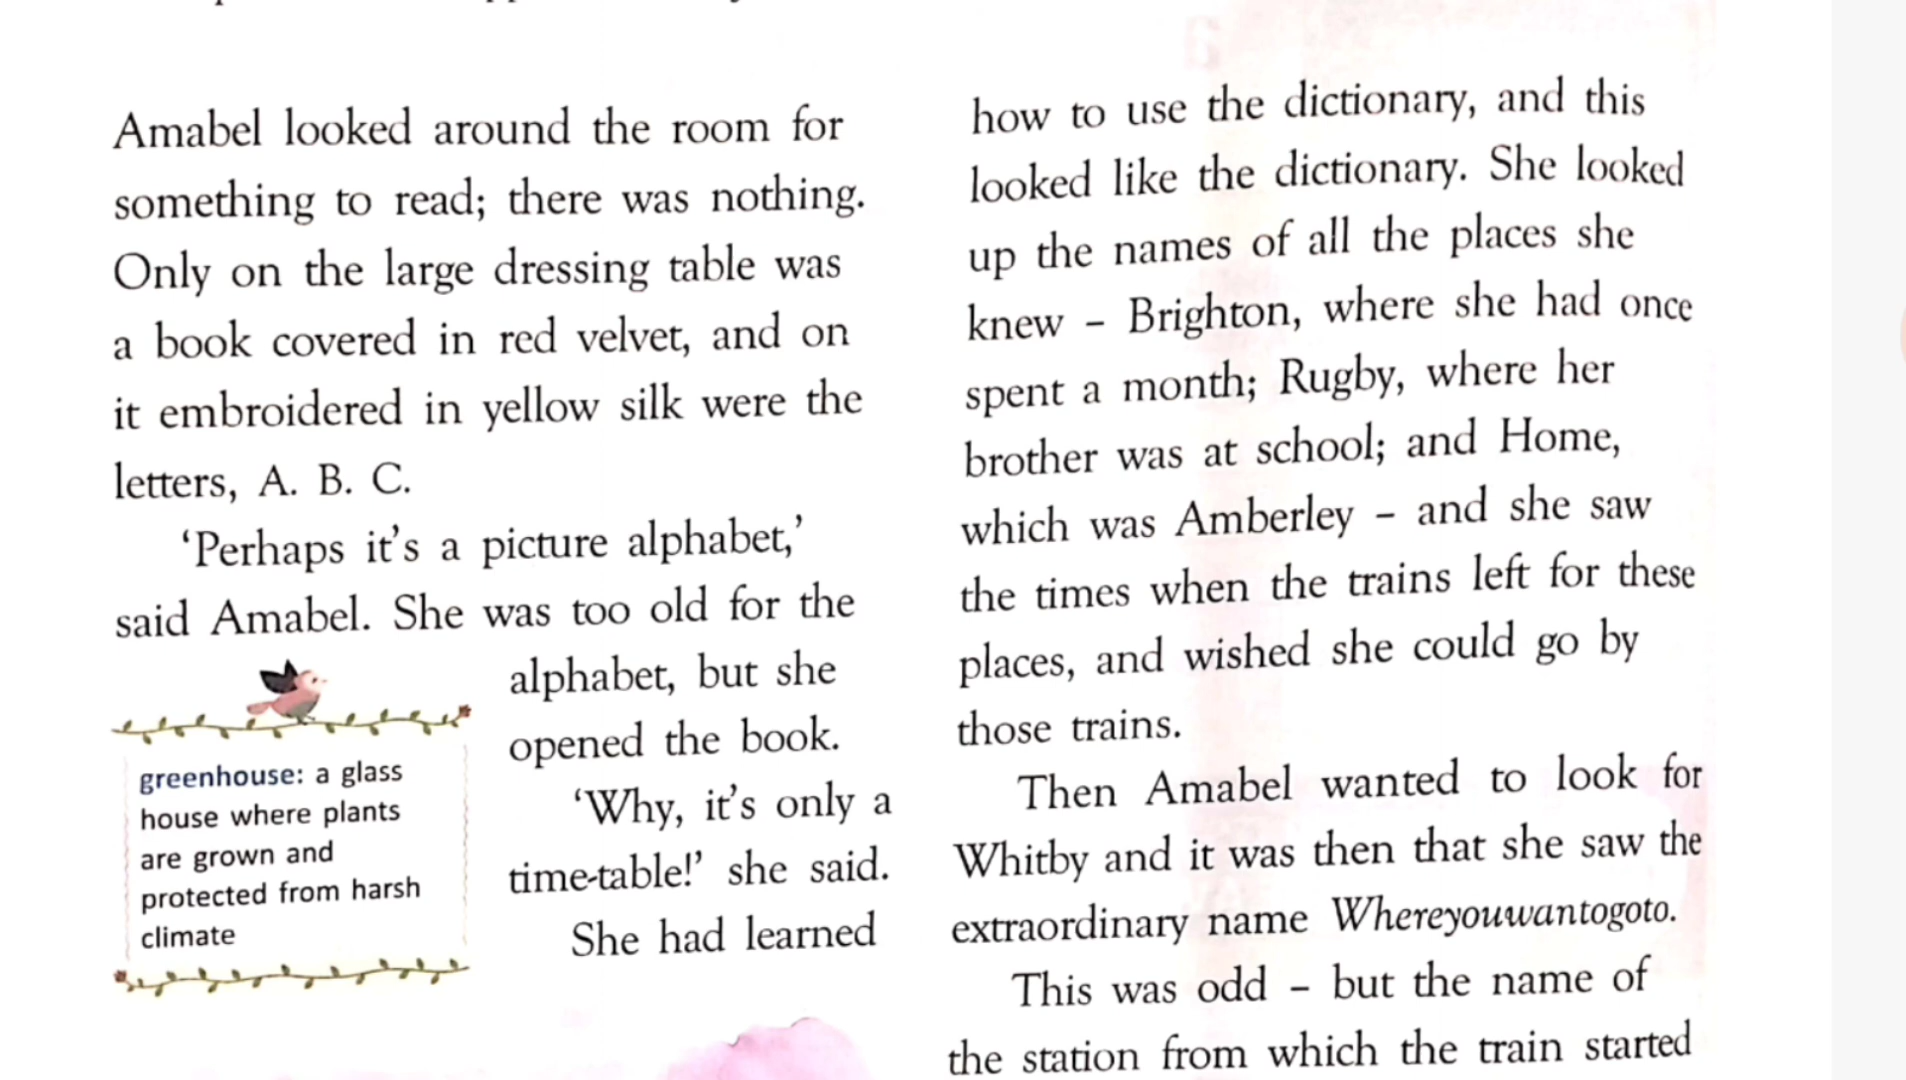 Amabel looked around the room for
something to read; there was nothing.
Only on the large dressing table was
a book covered in red velvet, and on
it embroidered in yellow silk were the
letters, A. B. C.
‘Perhaps it’s a picture alphabet,’
said Amabel. She was too old for the
alphabet, but she
opened the book.
‘Why, it’s only a
time-table!’ she said.
She had learned
greenhouse: a glass
house where plants
are grown and
protected from harsh
climate
how to use the dictionary, and this
looked like the dictionary. She looked
up the names of all the places she
knew – Brighton, where she had once
spent a month; Rugby, where her
brother was at school; and Home,
which was Amberley – and she saw
the times when the trains left for these
places, and wished she could go by
those trains.
Then Amabel wanted to look for
Whitby and it was then that she saw the
extraordinary name Whereyouwantogoto.
This was odd – but the name of
the station from which the train started